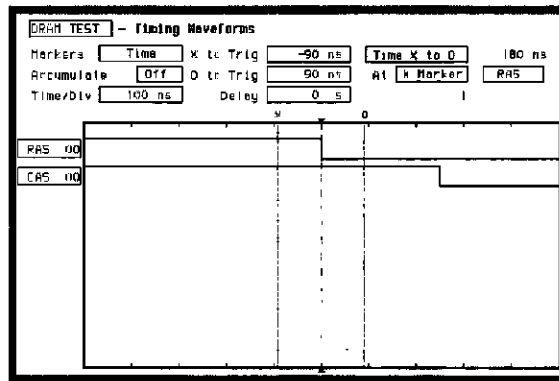 DRAM TEST - Timing Waveforms
Markers Time X to Trig -90 ns Time X to O 180 ns
Accumulate Off O to Trig 90 ns At X Marker RAS
Time/Div 100 ns Delay 0 s 1
X O
RAS 00
CAS 00